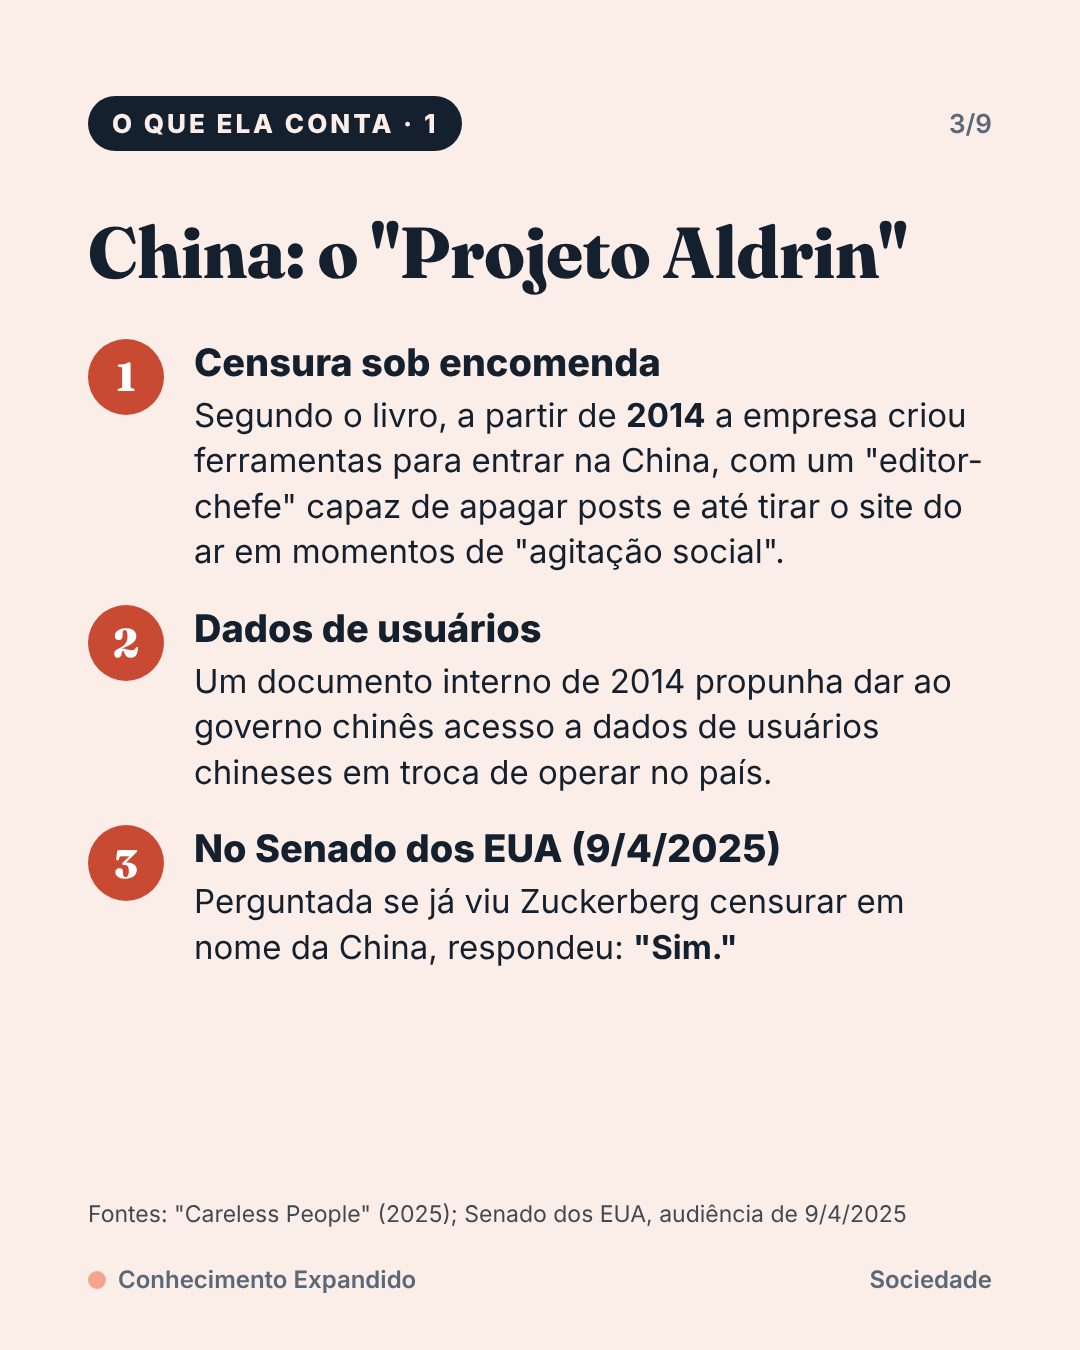 O QUE ELA CONTA · 1
3/9
China: o "Projeto Aldrin"
1
Censura sob encomenda
Segundo o livro, a partir de 2014 a empresa criou
ferramentas para entrar na China, com um "editor-
chefe" capaz de apagar posts e até tirar o site do
ar em momentos de "agitação social".
2
Dados de usuários
Um documento interno de 2014 propunha dar ao
governo chinês acesso a dados de usuários
chineses em troca de operar no país.
3
No Senado dos EUA (9/4/2025)
Perguntada se já viu Zuckerberg censurar em
nome da China, respondeu: "Sim."
Fontes: "Careless People" (2025); Senado dos EUA, audiência de 9/4/2025
Conhecimento Expandido
Sociedade